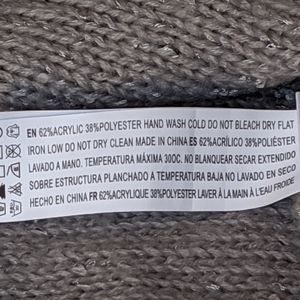 EN 62%ACRYLIC 38%POLYESTER HAND WASH COLD DO NOT BLEACH DRY FLAT
IRON LOW DO NOT DRY CLEAN MADE IN CHINA ES 62%ACRÍLICO 38%POLIÉSTER
LAVADO A MANO. TEMPERATURA MÁXIMA 30OC. NO BLANQUEAR SECAR EXTENDIDO
SOBRE ESTRUCTURA PLANCHADO A TEMPERATURA BAJA NO LAVADO EN SECO
HECHO EN CHINA FR 62%ACRYLIQUE 38%POLYESTER LAVER À LA MAIN À L'EAU FROIDE